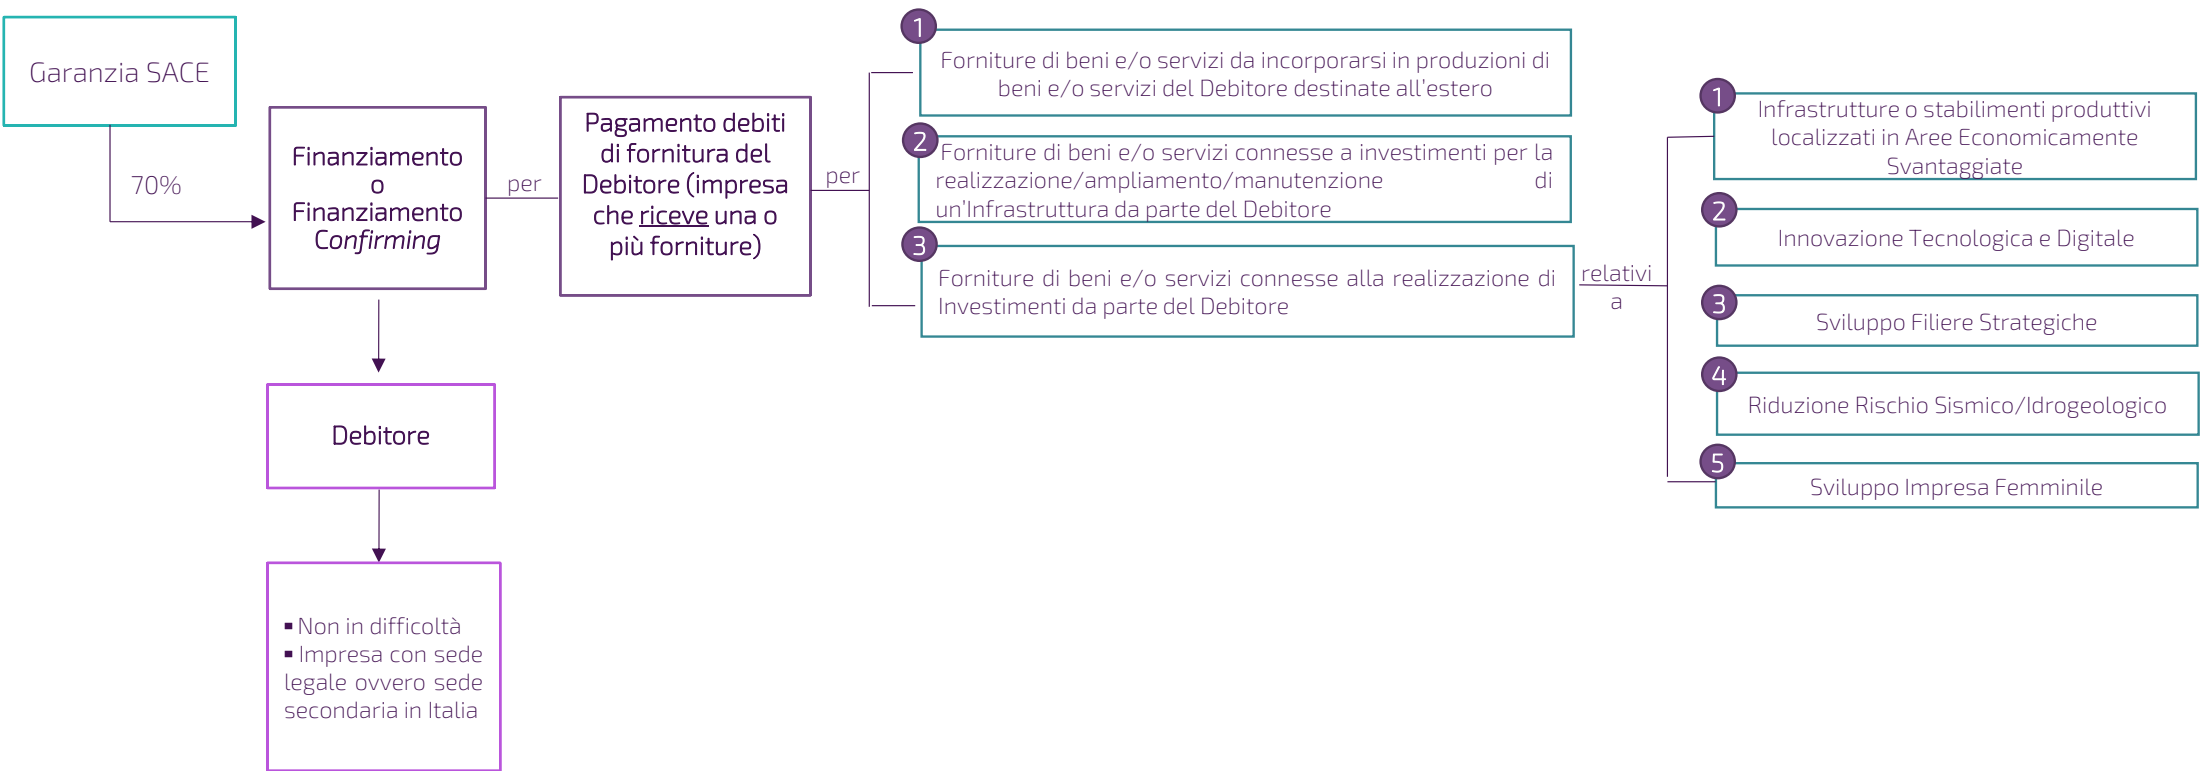 Garanzia SACE
70%
Finanziamento
o
Finanziamento
Confirming
per
Pagamento debiti
di fornitura del
Debitore (impresa
che riceve una o
più forniture)
per
1
Forniture di beni e/o servizi da incorporarsi in produzioni di
beni e/o servizi del Debitore destinate all'estero
2
Forniture di beni e/o servizi connesse a investimenti per la
realizzazione/ampliamento/manutenzione di
un'Infrastruttura da parte del Debitore
3
Forniture di beni e/o servizi connesse alla realizzazione di
Investimenti da parte del Debitore
relativi
a
1
Infrastrutture o stabilimenti produttivi
localizzati in Aree Economicamente
Svantaggiate
2
Innovazione Tecnologica e Digitale
3
Sviluppo Filiere Strategiche
4
Riduzione Rischio Sismico/Idrogeologico
5
Sviluppo Impresa Femminile
Debitore
▪ Non in difficoltà
▪ Impresa con sede
legale ovvero sede
secondaria in Italia